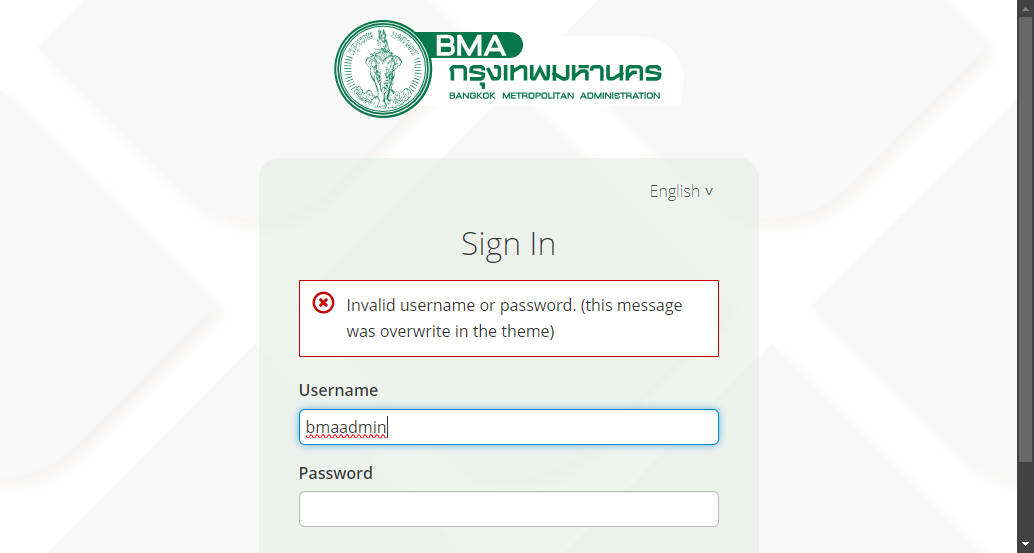 BMA
กรุงเทพมหานคร
BANGKOK METROPOLITAN ADMINISTRATION
English
Sign In
Invalid username or password. (this message
was overwrite in the theme)
Username
bmaadmin
Password